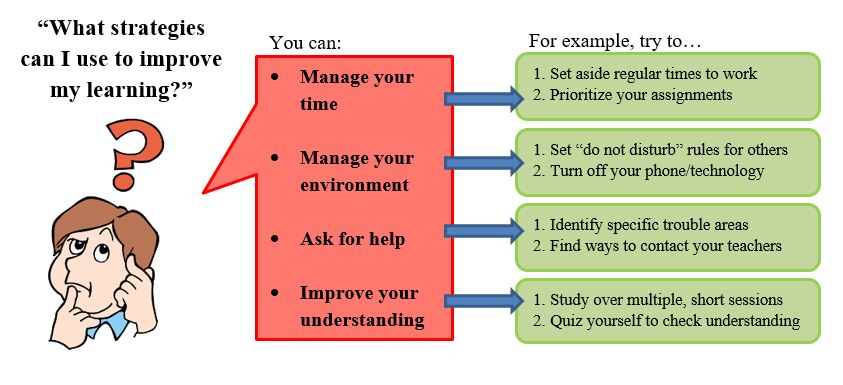 “What strategies
can I use to improve
my learning?”
?
You can:
• Manage your
time
• Manage your
environment
• Ask for help
• Improve your
understanding
For example, try to…
1. Set aside regular times to work
2. Prioritize your assignments
1. Set “do not disturb” rules for others
2. Turn off your phone/technology
1. Identify specific trouble areas
2. Find ways to contact your teachers
1. Study over multiple, short sessions
2. Quiz yourself to check understanding